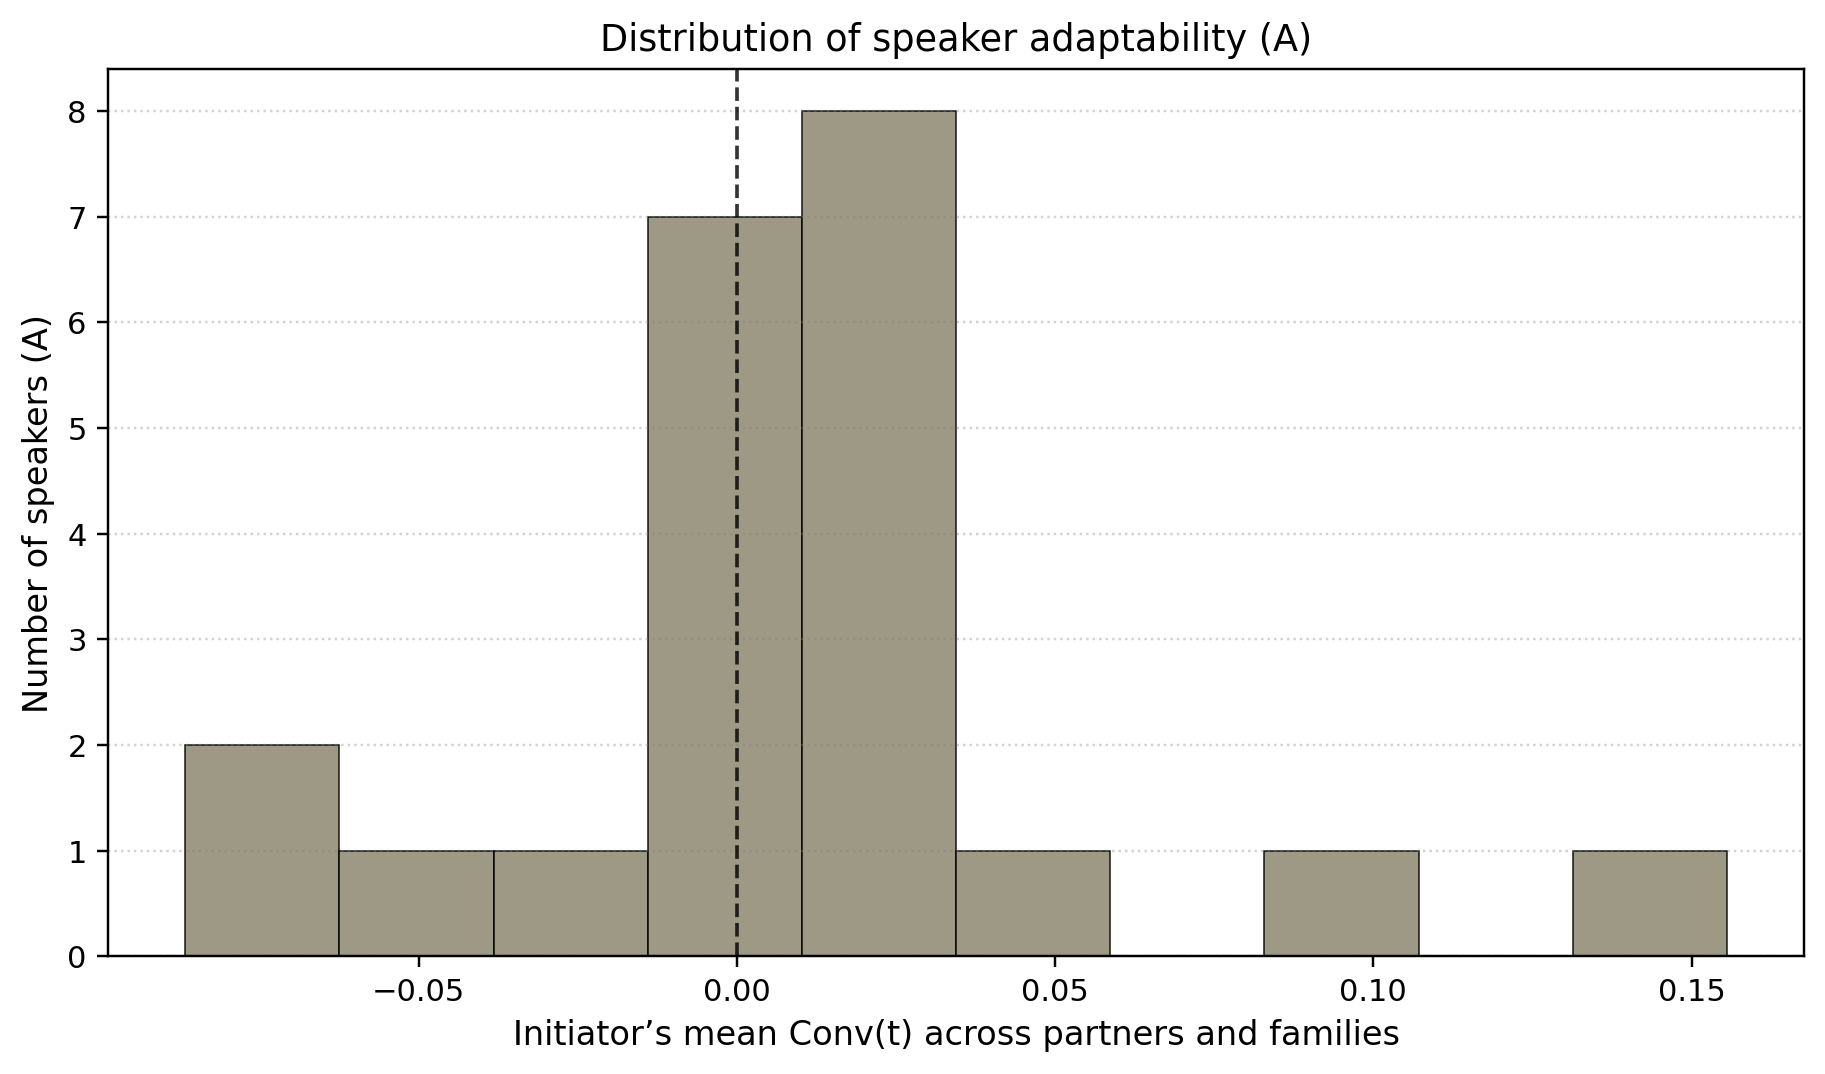 Distribution of speaker adaptability (A)
Number of speakers (A)
8
7
6
5
4
3
2
1
0
−0.05 0.00 0.05 0.10 0.15
Initiator’s mean Conv(t) across partners and families